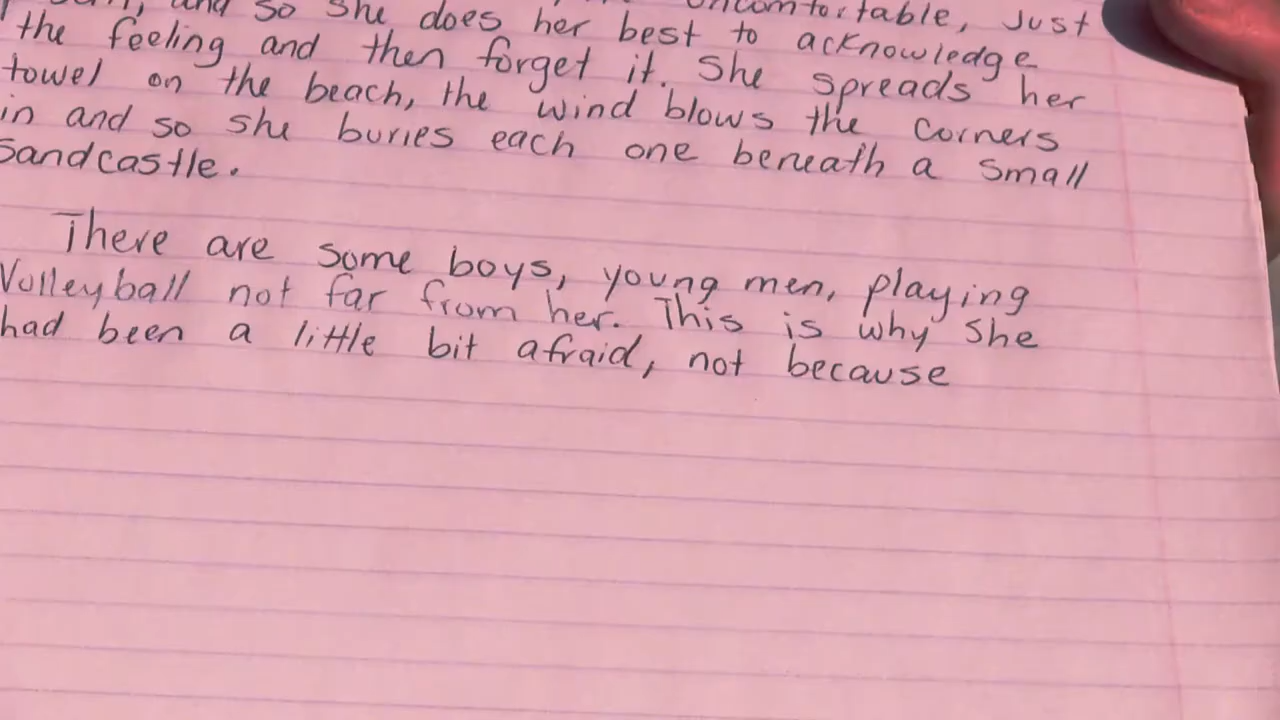 and so she does her best to acknowledge uncomfortable, Just
the feeling and then forget it. She spreads her
towel on the beach, the wind blows the corners
in and so she buries each one beneath a small
Sandcastle.
There are some boys, young men, playing
Volleyball not far from her. This is why She
had been a little bit afraid, not because